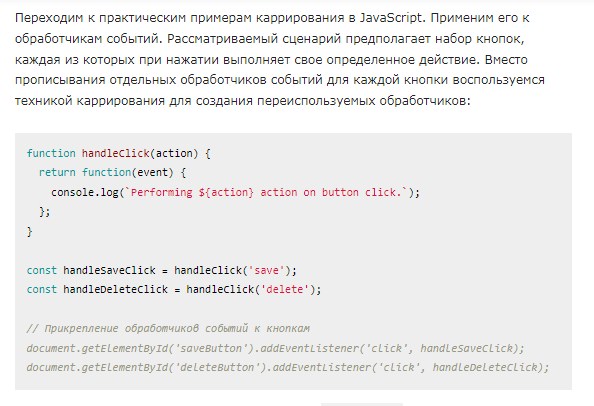 Переходим к практическим примерам каррирования в JavaScript. Применим его к
обработчикам событий. Рассматриваемый сценарий предполагает набор кнопок,
каждая из которых при нажатии выполняет свое определенное действие. Вместо
прописывания отдельных обработчиков событий для каждой кнопки воспользуемся
техникой каррирования для создания переиспользуемых обработчиков:
function handleClick(action) {
  return function(event) {
    console.log(`Performing ${action} action on button click.`);
  };
}
const handleSaveClick = handleClick('save');
const handleDeleteClick = handleClick('delete');
// Прикрепление обработчиков событий к кнопкам
document.getElementById('saveButton').addEventListener('click', handleSaveClick);
document.getElementById('deleteButton').addEventListener('click', handleDeleteClick);